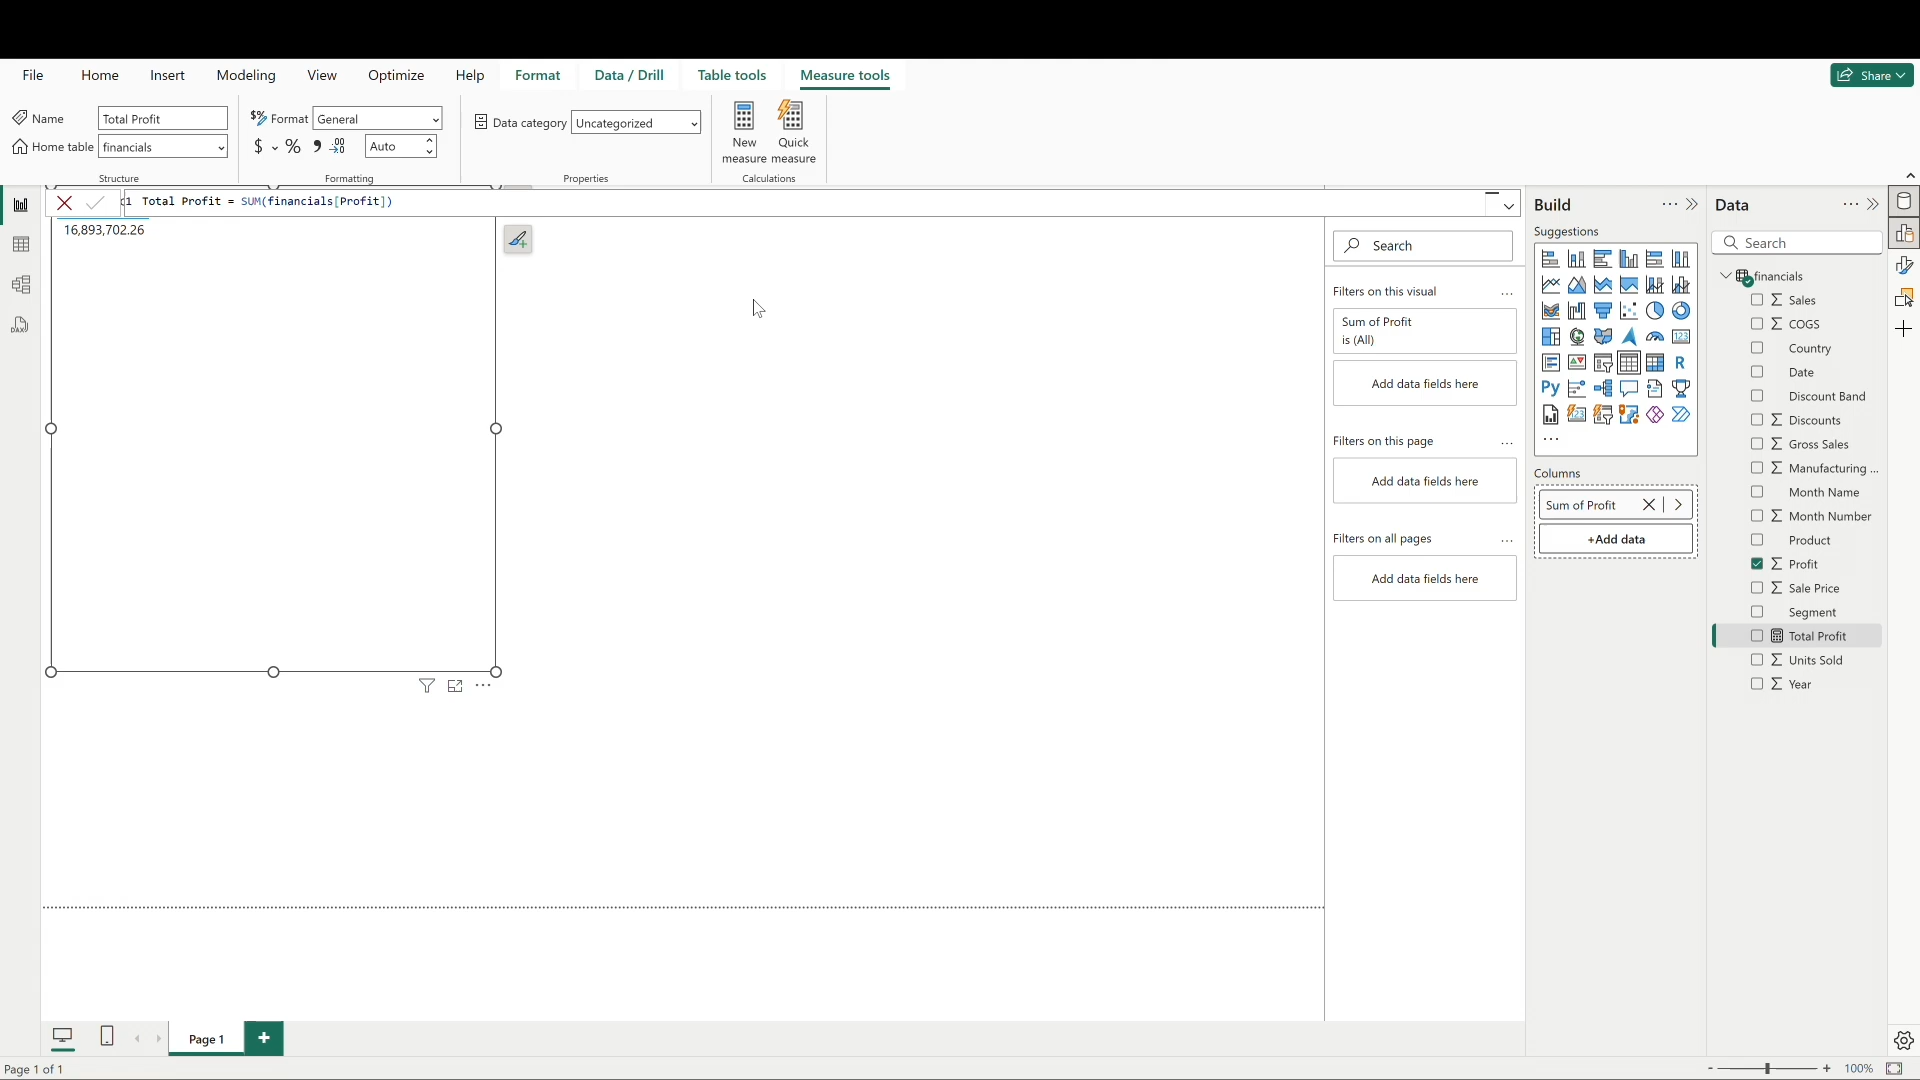 File Home Insert Modeling View Optimize Help Format Data / Drill Table tools Measure tools
Share
Name Total Profit
Home table financials
Structure
Format General
$ % Auto
Formatting
Data category Uncategorized
Properties
New measure
Quick measure
Calculations
1 Total Profit = SUM(financials[Profit])
16,893,702.26
Search
Filters on this visual
Sum of Profit
is (All)
Add data fields here
Filters on this page
Add data fields here
Filters on all pages
Add data fields here
Build
Suggestions
123
R
Py
Columns
Sum of Profit
+Add data
Data
Search
financials
Sales
COGS
Country
Date
Discount Band
Discounts
Gross Sales
Manufacturing ...
Month Name
Month Number
Product
Profit
Sale Price
Segment
Total Profit
Units Sold
Year
Page 1
Page 1 of 1
- + 100%